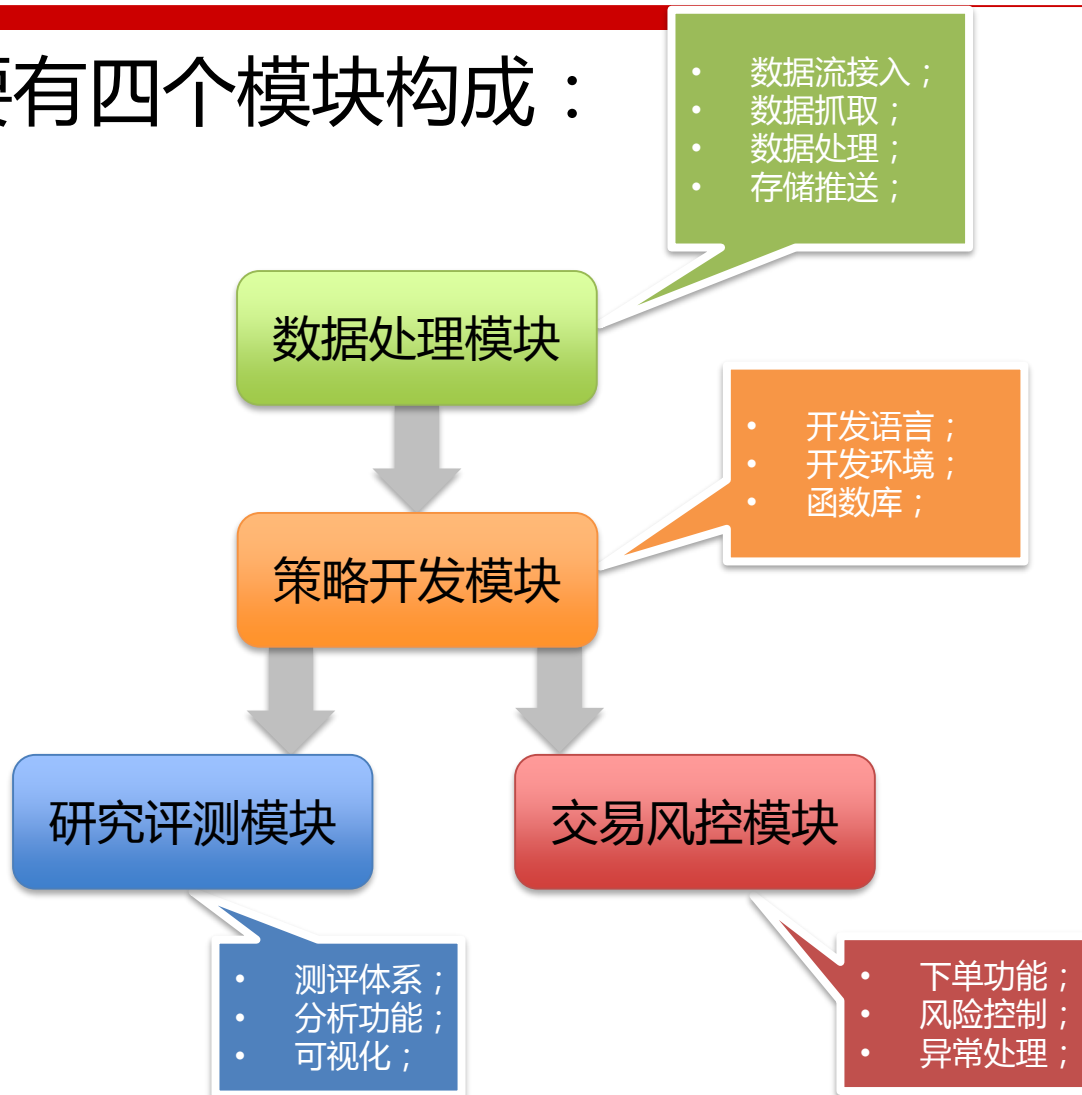 要有四个模块构成：
• 数据流接入；
• 数据抓取；
• 数据处理；
• 存储推送；
数据处理模块
• 开发语言；
• 开发环境；
• 函数库；
策略开发模块
研究评测模块
交易风控模块
• 测评体系；
• 分析功能；
• 可视化；
• 下单功能；
• 风险控制；
• 异常处理；